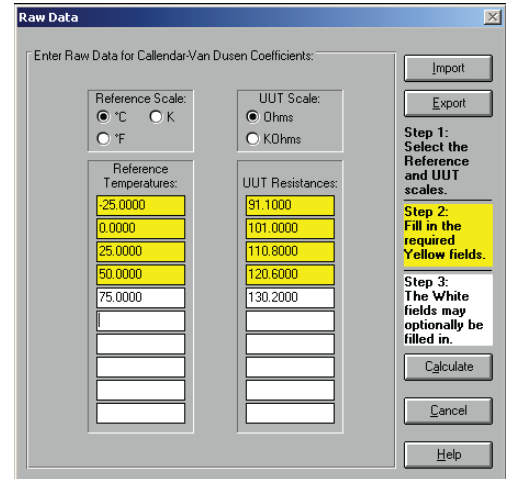 Raw Data
Enter Raw Data for Callendar-Van Dusen Coefficients:
Reference Scale:
°C K
°F
UUT Scale:
Ohms
KOhms
Reference
Temperatures:
UUT Resistances:
-25.0000 91.1000
0.0000 101.0000
25.0000 110.8000
50.0000 120.6000
75.0000 130.2000
Import
Export
Step 1:
Select the
Reference
and UUT
scales.
Step 2:
Fill in the
required
Yellow fields.
Step 3:
The White
fields may
optionally be
filled in.
Calculate
Cancel
Help